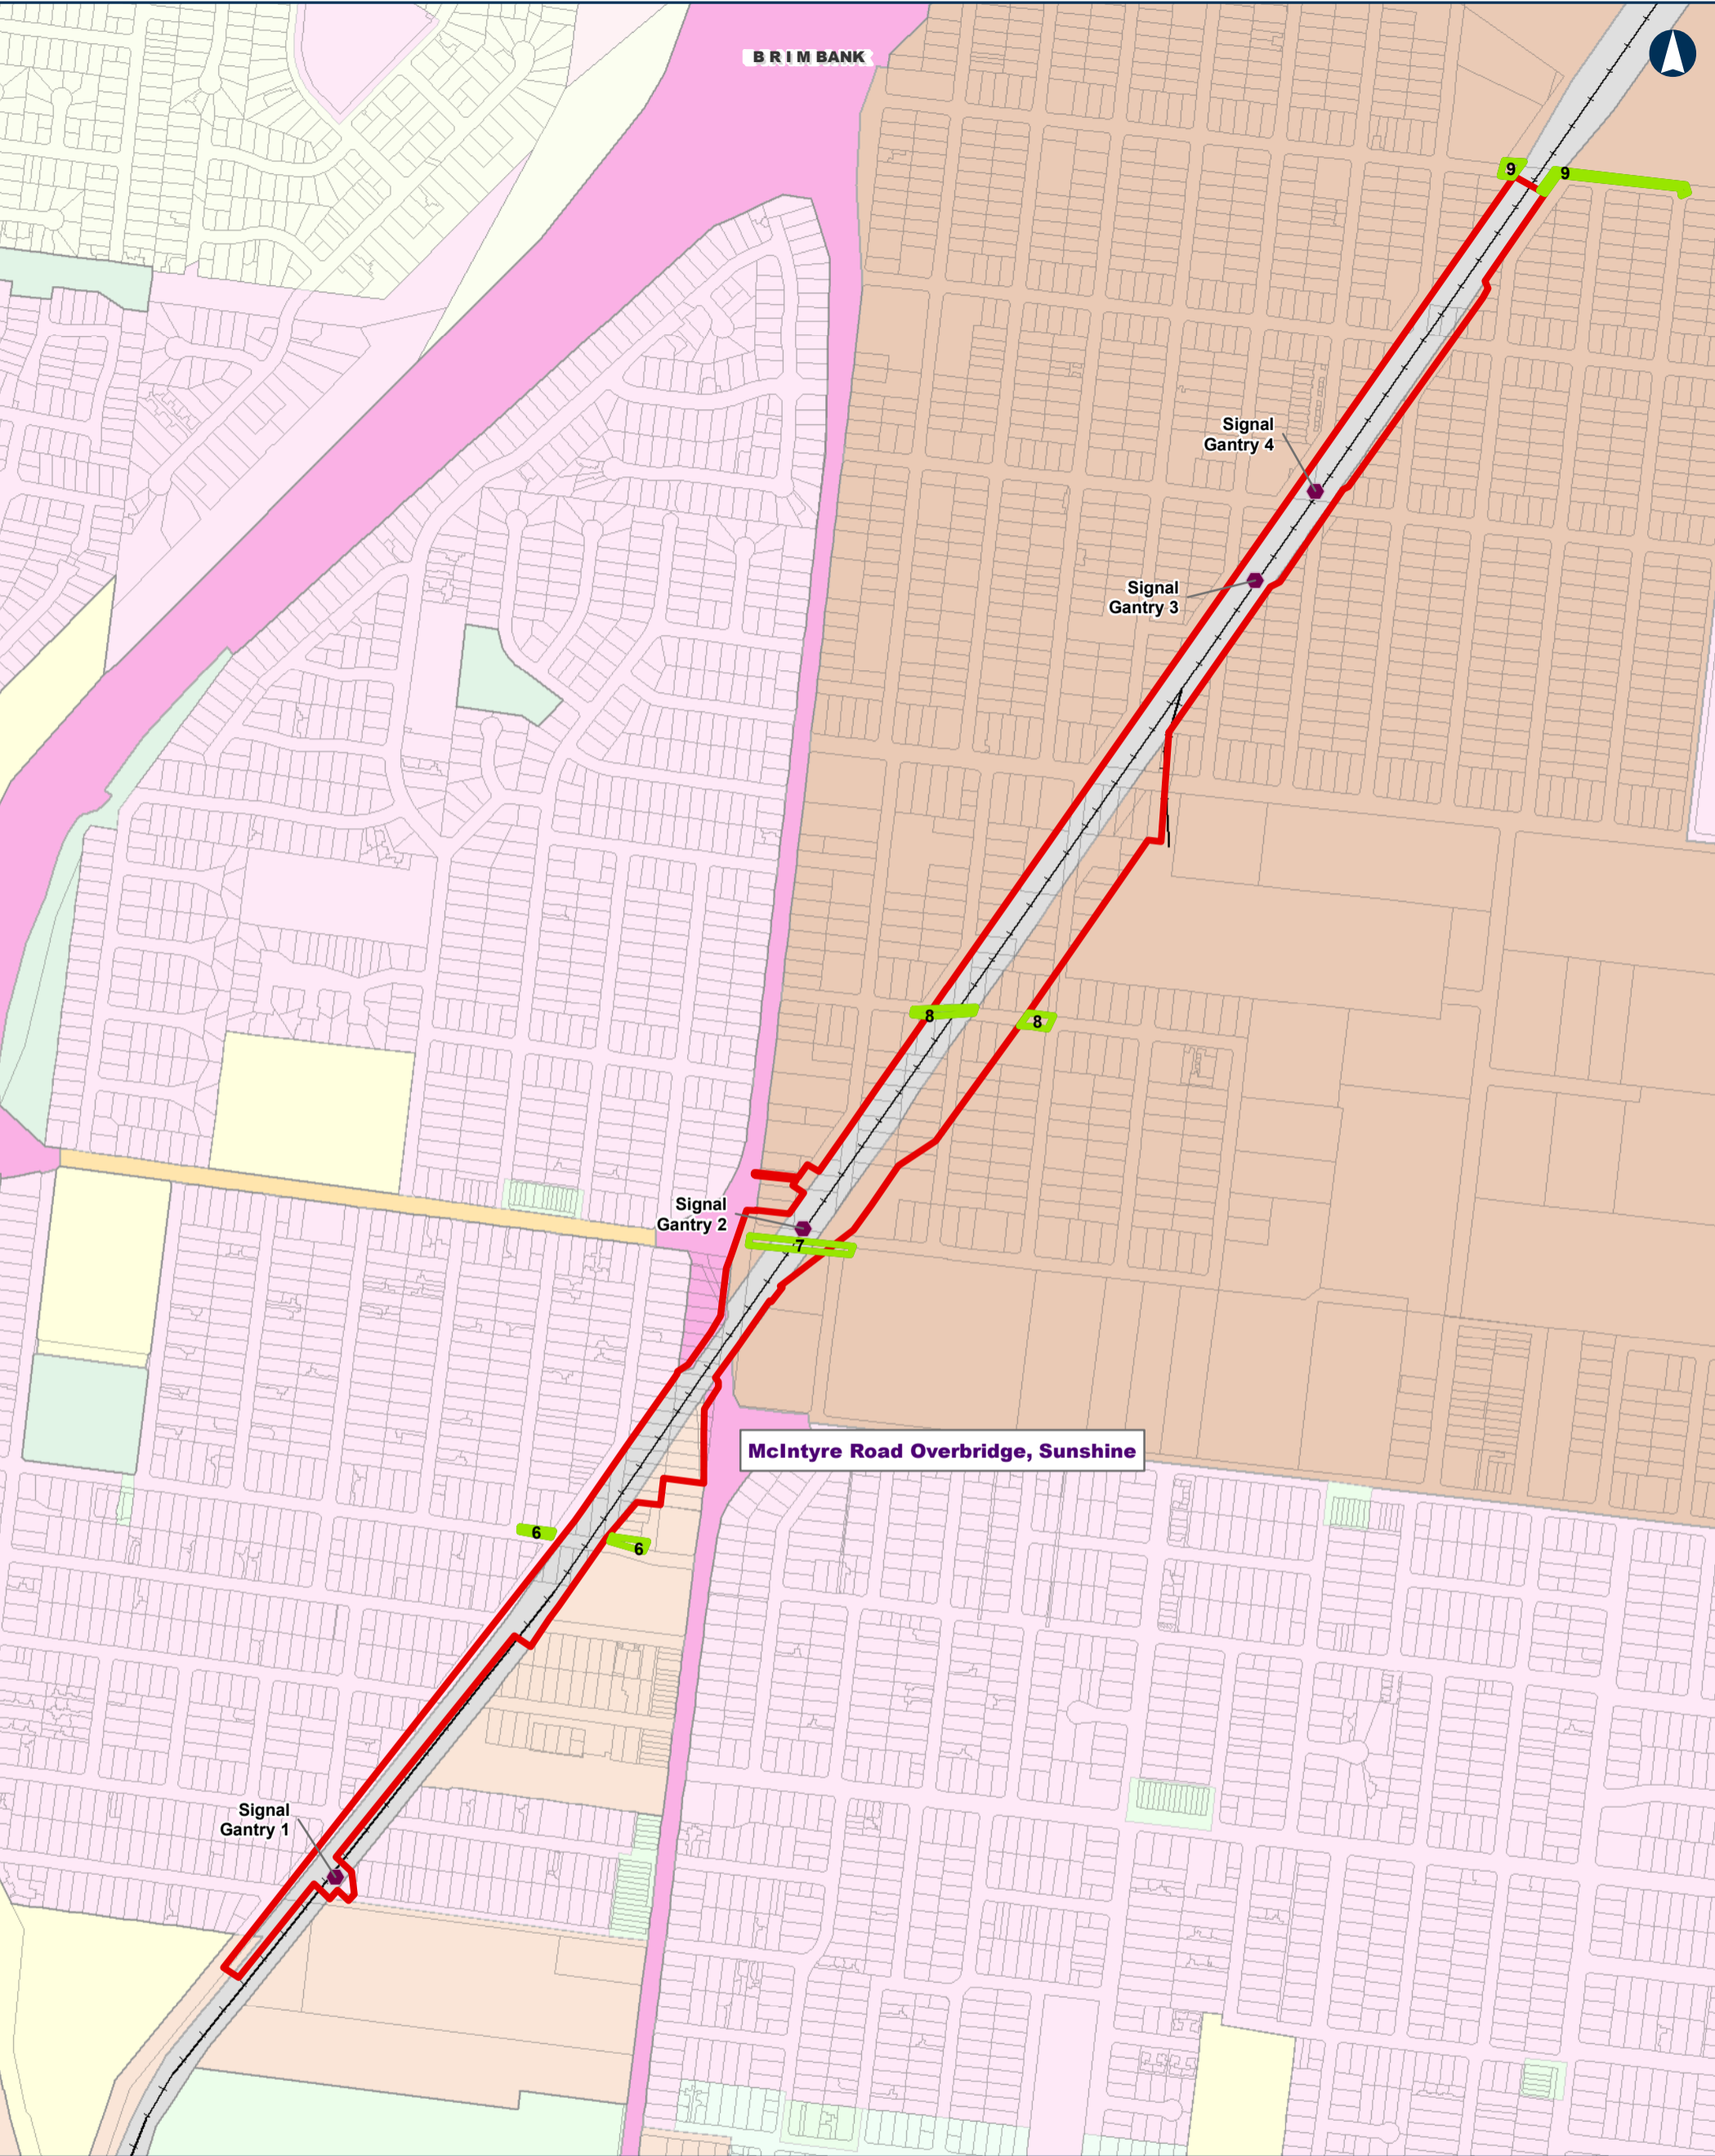 B R I M BANK
9
9
Signal
Gantry 4
Signal
Gantry 3
8
8
Signal
Gantry 2
7
McIntyre Road Overbridge, Sunshine
6
6
Signal
Gantry 1